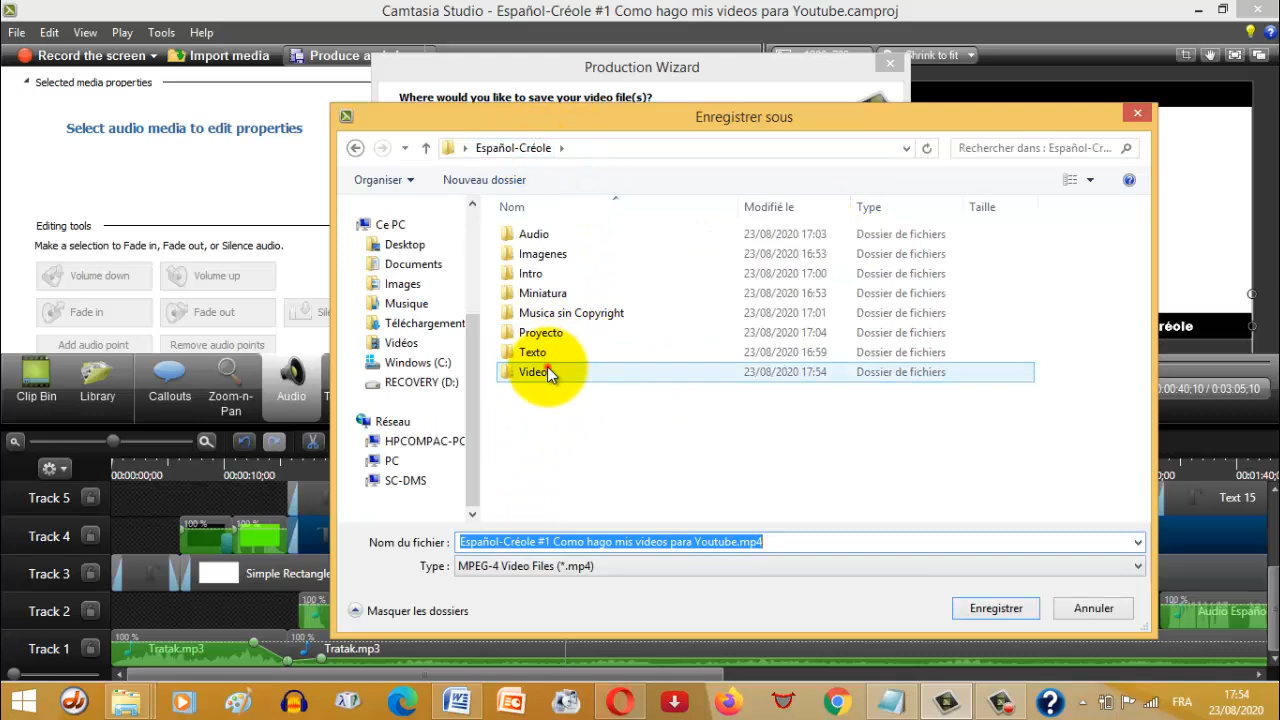 Camtasia Studio - Español-Créole #1 Como hago mis videos para Youtube.camproj
File Edit View Play Tools Help
Record the screen Import media Produce a
Shrink to fit
Selected media properties
Select audio media to edit properties
Editing tools
Make a selection to Fade in, Fade out, or Silence audio.
Volume down Volume up
Fade in Fade out
Add audio point Remove audio points
Clip Bin Library Callouts Zoom-n-Pan Audio
Production Wizard
Where would you like to save your video file(s)?
Enregistrer sous
Español-Créole
Rechercher dans : Español-Cr...
Organiser Nouveau dossier
Nom Modifié le Type Taille
Ce PC
Desktop
Documents
Images
Musique
Téléchargement
Vidéos
Windows (C:)
RECOVERY (D:)
Réseau
HPCOMPAC-PC
PC
SC-DMS
Audio 23/08/2020 17:03 Dossier de fichiers
Imagenes 23/08/2020 16:53 Dossier de fichiers
Intro 23/08/2020 17:00 Dossier de fichiers
Miniatura 23/08/2020 16:53 Dossier de fichiers
Musica sin Copyright 23/08/2020 17:01 Dossier de fichiers
Proyecto 23/08/2020 17:04 Dossier de fichiers
Texto 23/08/2020 16:59 Dossier de fichiers
Video 23/08/2020 17:54 Dossier de fichiers
Nom du fichier : Español-Créole #1 Como hago mis videos para Youtube.mp4
Type : MPEG-4 Video Files (*.mp4)
Masquer les dossiers Enregistrer Annuler
réole
0:00:40;10 / 0:03:05;10
00:00:00;00 00:00:10;00 00:01:40;0
Track 5 Text 15
Track 4 100 % 100 %
Track 3 Simple Rectangle
Track 2 100 % 100 % Audio Españo
Track 1 100 % Tratak.mp3 100 % Tratak.mp3
FRA
17:54
23/08/2020